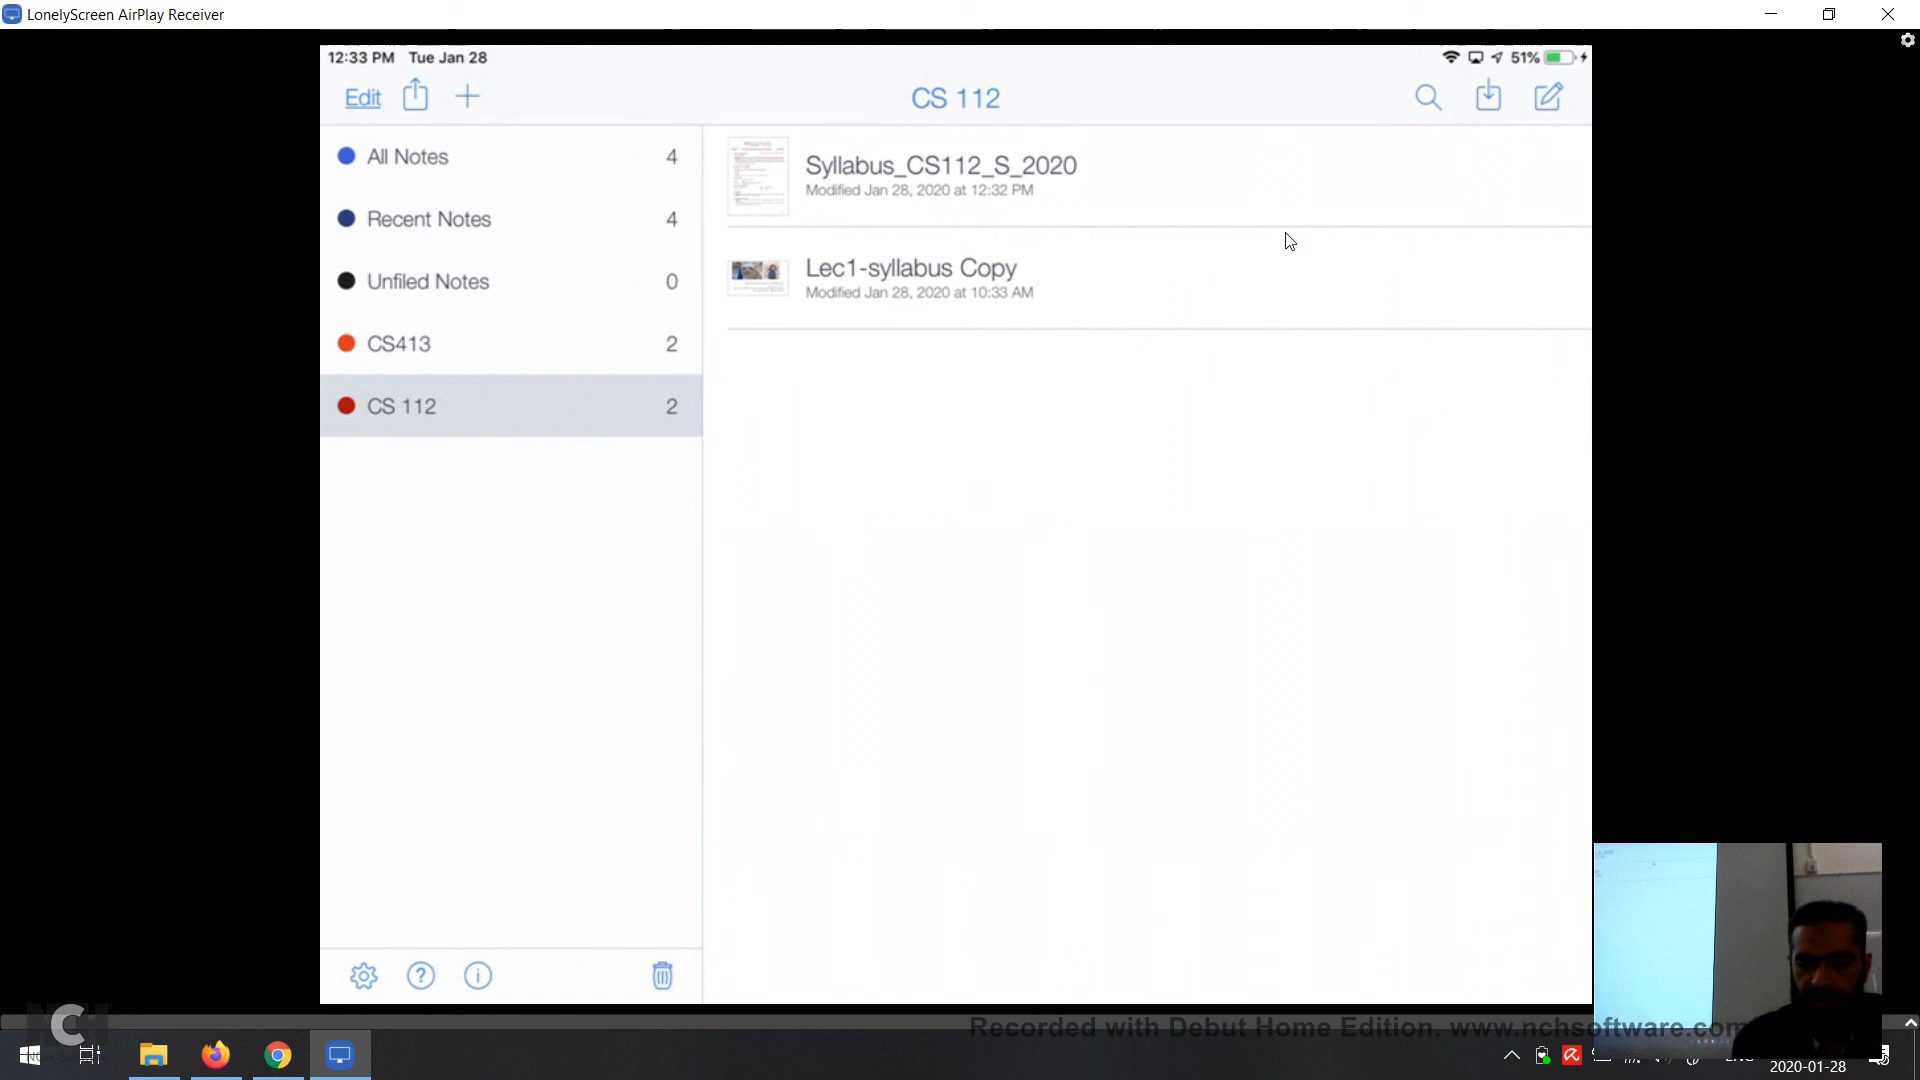 LonelyScreen AirPlay Receiver
12:33 PM Tue Jan 28
51%
Edit
CS 112
All Notes 4
Recent Notes 4
Unfiled Notes 0
CS413 2
CS 112 2
Syllabus_CS112_S_2020
Modified Jan 28, 2020 at 12:32 PM
Lec1-syllabus Copy
Modified Jan 28, 2020 at 10:33 AM
Recorded with Debut Home Edition. www.nchsoftware.com
2020-01-28